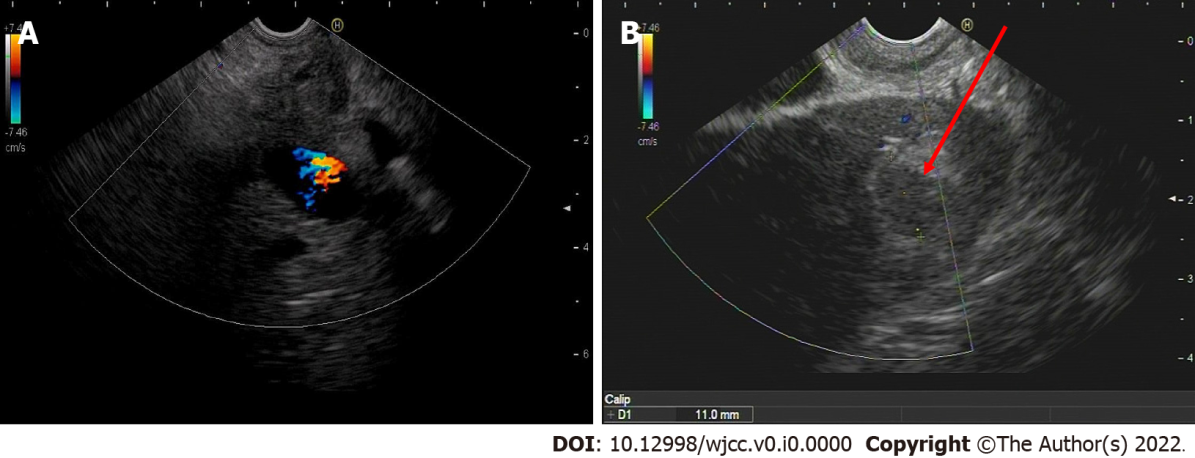 A
+7.46
-7.46
cm/s
H
0
2
4
6
B
+7.46
-7.46
cm/s
H
0
1
2
3
4
Calip
+ D1 11.0 mm
DOI: 10.12998/wjcc.v0.i0.0000 Copyright ©The Author(s) 2022.